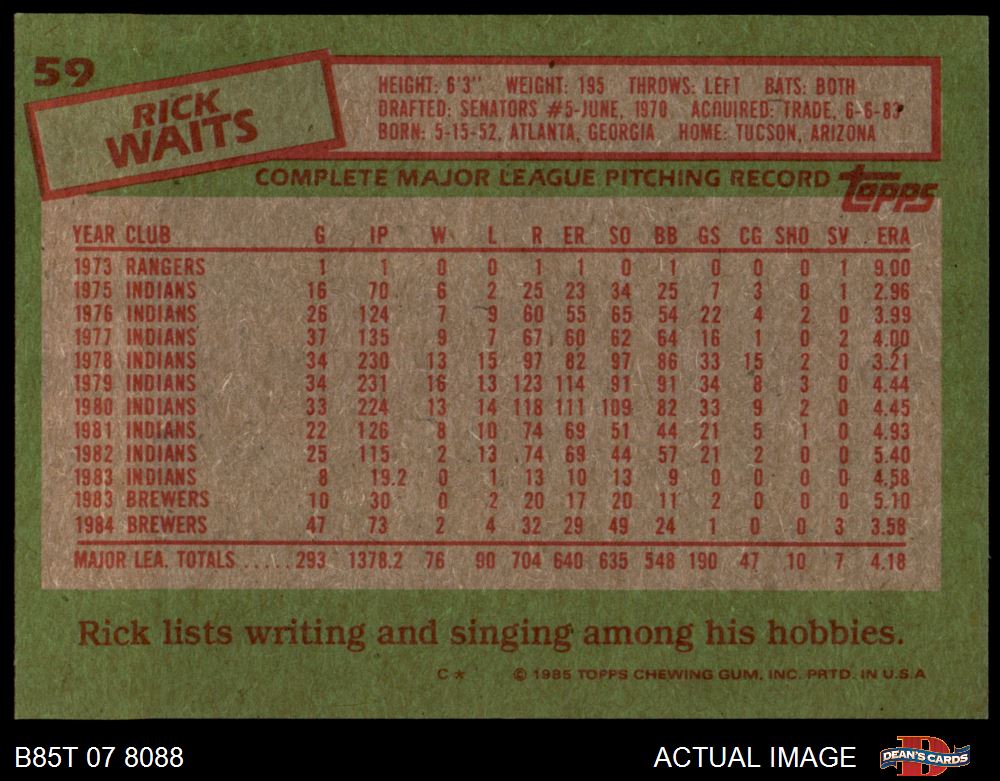 59
RICK
WAITS
HEIGHT: 6'3" WEIGHT: 195 THROWS: LEFT BATS: BOTH
DRAFTED: SENATORS #5-JUNE, 1970 ACQUIRED: TRADE, 6-6-83
BORN: 5-15-52, ATLANTA, GEORGIA HOME: TUCSON, ARIZONA
COMPLETE MAJOR LEAGUE PITCHING RECORD topps
YEAR CLUB G IP W L R ER SO BB GS CG SHO SV ERA
1973 RANGERS 1 1 0 0 1 1 0 1 0 0 0 1 9.00
1975 INDIANS 16 70 6 2 25 23 34 25 7 3 0 1 2.96
1976 INDIANS 26 124 7 9 60 55 65 54 22 4 2 0 3.99
1977 INDIANS 37 135 9 7 67 60 62 64 16 1 0 2 4.00
1978 INDIANS 34 230 13 15 97 82 97 86 33 15 2 0 3.21
1979 INDIANS 34 231 16 13 123 114 91 91 34 8 3 0 4.44
1980 INDIANS 33 224 13 14 118 111 109 82 33 9 2 0 4.45
1981 INDIANS 22 126 8 10 74 69 51 44 21 5 1 0 4.93
1982 INDIANS 25 115 2 13 74 69 44 57 21 2 0 0 5.40
1983 INDIANS 8 19.2 0 1 13 10 13 9 0 0 0 0 4.58
1983 BREWERS 10 30 0 2 20 17 20 11 2 0 0 0 5.10
1984 BREWERS 47 73 2 4 32 29 49 24 1 0 0 3 3.58
MAJOR LEA. TOTALS ..... 293 1378.2 76 90 704 640 635 548 190 47 10 7 4.18
Rick lists writing and singing among his hobbies.
C* © 1985 TOPPS CHEWING GUM, INC. PRTD. IN U.S.A
B85T 07 8088 ACTUAL IMAGE DEAN'S CARDS